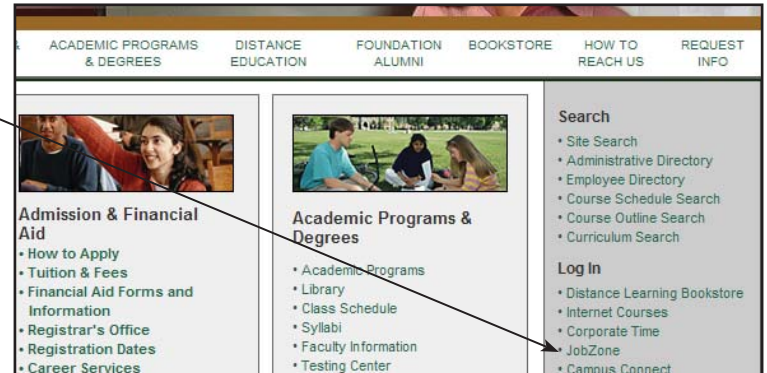 &
ACADEMIC PROGRAMS
& DEGREES
DISTANCE
EDUCATION
FOUNDATION
ALUMNI
BOOKSTORE
HOW TO
REACH US
REQUEST
INFO
Admission & Financial
Aid
• How to Apply
• Tuition & Fees
• Financial Aid Forms and
Information
• Registrar's Office
• Registration Dates
• Career Services
Academic Programs &
Degrees
• Academic Programs
• Library
• Class Schedule
• Syllabi
• Faculty Information
• Testing Center
Search
• Site Search
• Administrative Directory
• Employee Directory
• Course Schedule Search
• Course Outline Search
• Curriculum Search
Log In
• Distance Learning Bookstore
• Internet Courses
• Corporate Time
• JobZone
• Campus Connect